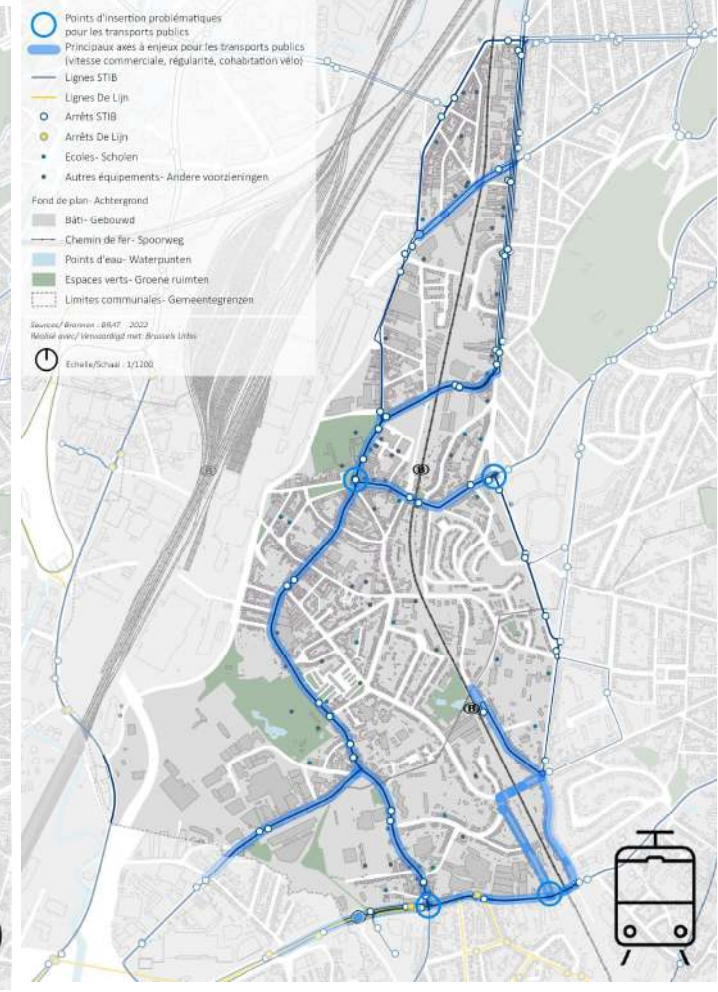 Points d'insertion problématiques
pour les transports publics
Principaux axes à enjeux pour les transports publics
(vitesse commerciale, régularité, cohabitation vélo)
Lignes STIB
Lignes De Lijn
Arrêts STIB
Arrêts De Lijn
Ecoles- Scholen
Autres équipements- Andere voorzieningen
Fond de plan- Achtergrond
Bâti- Gebouwd
Chemin de fer- Spoorweg
Points d'eau- Waterpunten
Espaces verts- Groene ruimten
Limites communales- Gemeentegrenzen
Sources/ Bronnen : BRAT 2022
Réalisé avec/ Vervaardigd met: Brussels Urbis
Echelle/Schaal : 1/1200
B
B
B